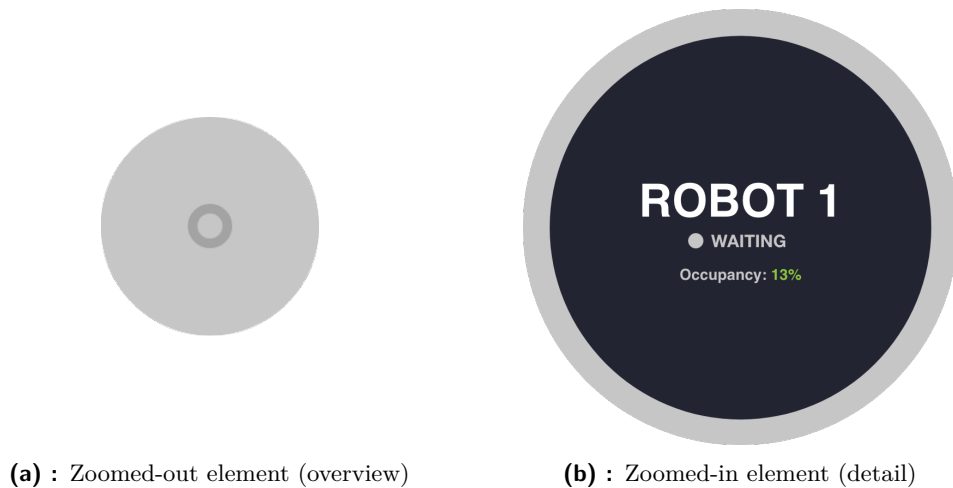 ROBOT 1
WAITING
Occupancy: 13%
(a) : Zoomed-out element (overview)
(b) : Zoomed-in element (detail)